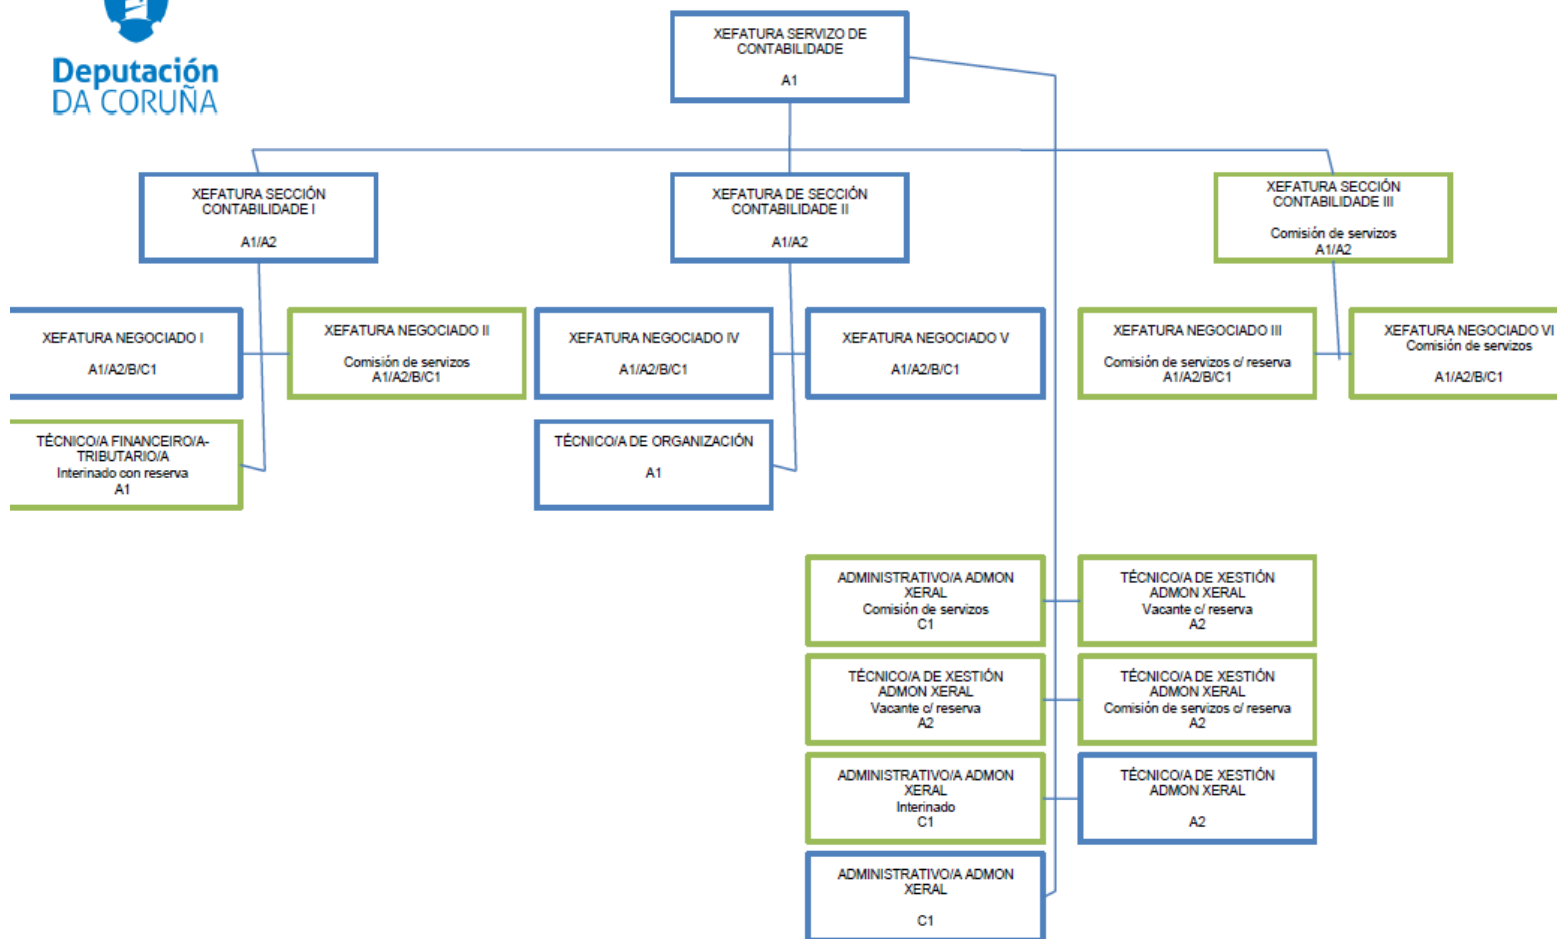 Deputación
DA CORUÑA
XEFATURA SERVIZO DE
CONTABILIDADE
A1
XEFATURA SECCIÓN
CONTABILIDADE I
A1/A2
XEFATURA DE SECCIÓN
CONTABILIDADE II
A1/A2
XEFATURA SECCIÓN
CONTABILIDADE III
Comisión de servizos
A1/A2
XEFATURA NEGOCIADO I
A1/A2/B/C1
XEFATURA NEGOCIADO II
Comisión de servizos
A1/A2/B/C1
XEFATURA NEGOCIADO IV
A1/A2/B/C1
XEFATURA NEGOCIADO V
A1/A2/B/C1
XEFATURA NEGOCIADO III
Comisión de servizos c/ reserva
A1/A2/B/C1
XEFATURA NEGOCIADO VI
Comisión de servizos
A1/A2/B/C1
TÉCNICO/A FINANCEIRO/A-
TRIBUTARIO/A
Interinado con reserva
A1
TÉCNICO/A DE ORGANIZACIÓN
A1
ADMINISTRATIVO/A ADMON
XERAL
Comisión de servizos
C1
TÉCNICO/A DE XESTIÓN
ADMON XERAL
Vacante c/ reserva
A2
TÉCNICO/A DE XESTIÓN
ADMON XERAL
Vacante c/ reserva
A2
TÉCNICO/A DE XESTIÓN
ADMON XERAL
Comisión de servizos c/ reserva
A2
ADMINISTRATIVO/A ADMON
XERAL
Interinado
C1
TÉCNICO/A DE XESTIÓN
ADMON XERAL
A2
ADMINISTRATIVO/A ADMON
XERAL
C1